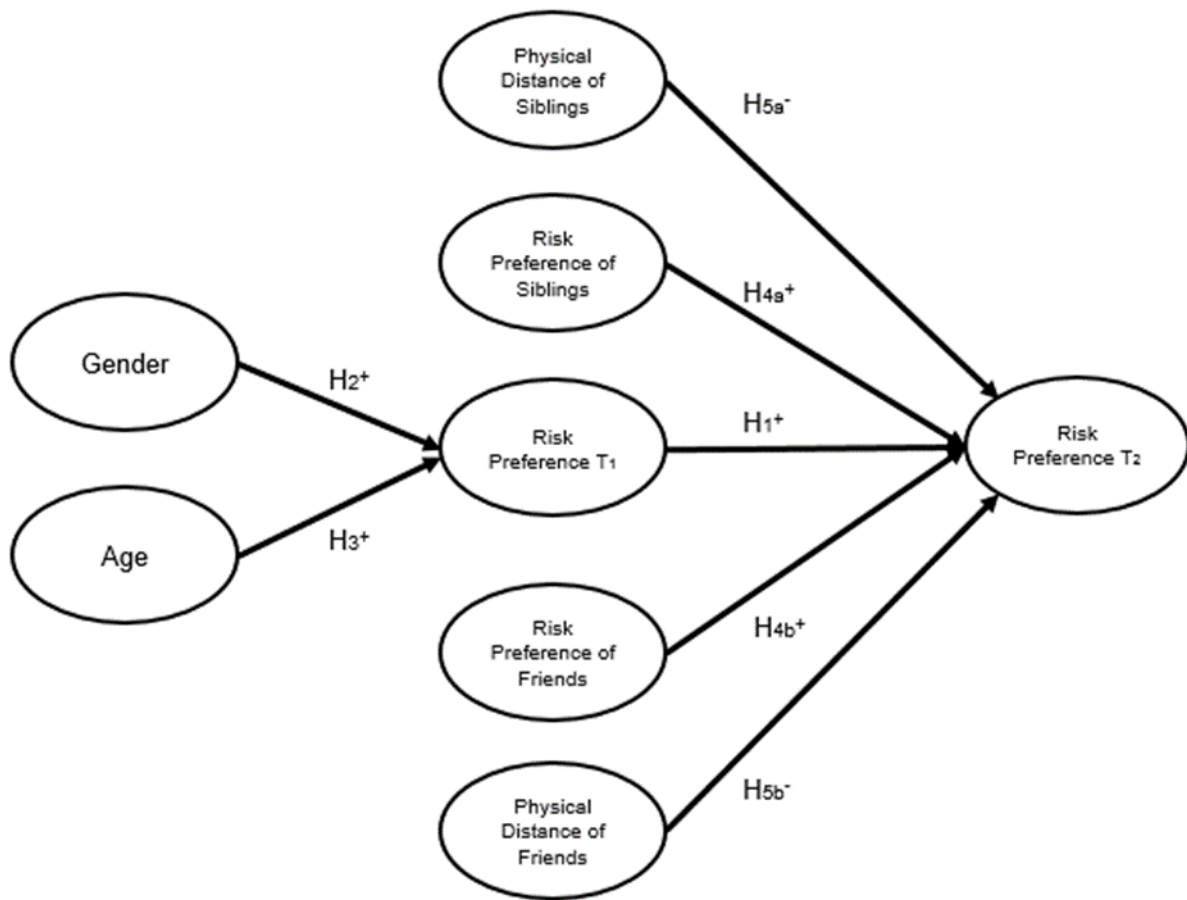 Physical
Distance of
Siblings
H5a-
Risk
Preference of
Siblings
H4a+
Gender
H2+
Risk
Preference T1
H1+
Risk
Preference T2
Age
H3+
Risk
Preference of
Friends
H4b+
Physical
Distance of
Friends
H5b-